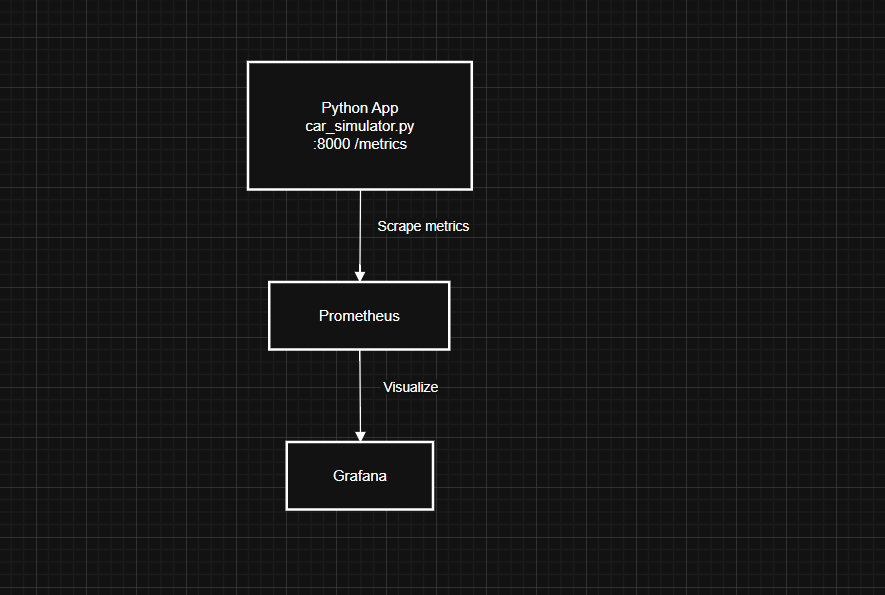 Python App
car_simulator.py
:8000 /metrics
Scrape metrics
Prometheus
Visualize
Grafana